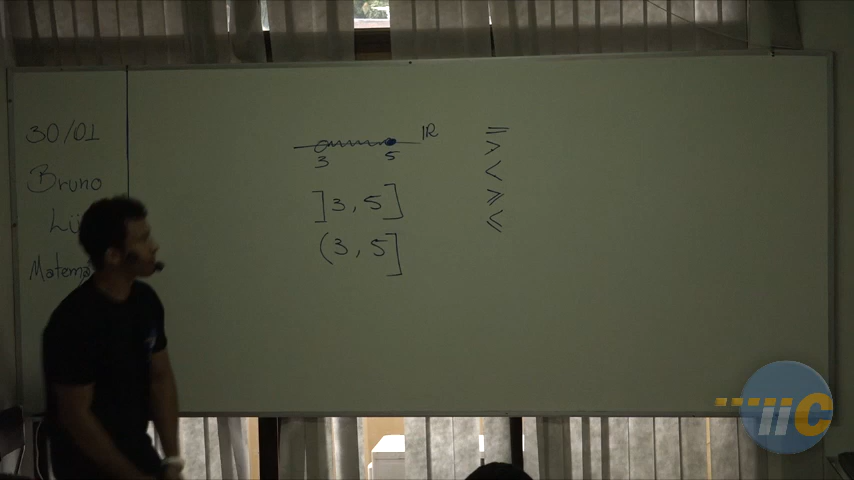 30/01
Bruno
Matem
IR
3 5
]3, 5]
(3, 5]
=
>
<
⩾
⩽
iiC